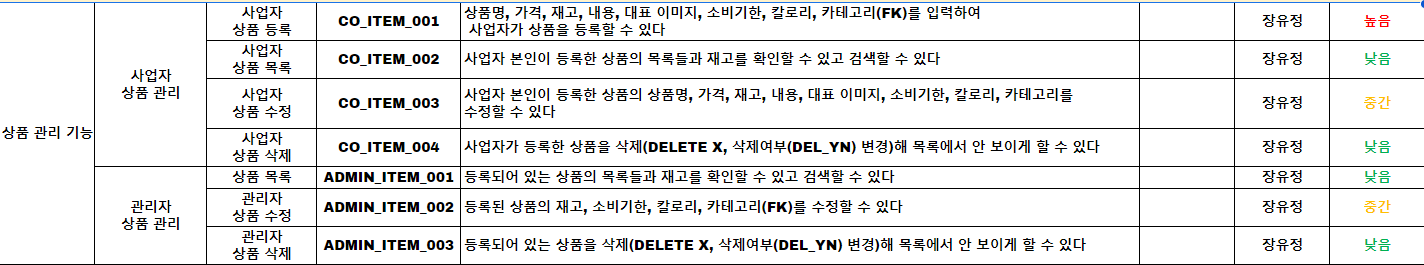 상품 관리 기능
사업자
상품 관리
사업자
상품 등록
CO_ITEM_001
상품명, 가격, 재고, 내용, 대표 이미지, 소비기한, 칼로리, 카테고리(FK)를 입력하여
사업자가 상품을 등록할 수 있다
장유정
높음
사업자
상품 목록
CO_ITEM_002
사업자 본인이 등록한 상품의 목록들과 재고를 확인할 수 있고 검색할 수 있다
장유정
낮음
사업자
상품 수정
CO_ITEM_003
사업자 본인이 등록한 상품의 상품명, 가격, 재고, 내용, 대표 이미지, 소비기한, 칼로리, 카테고리를
수정할 수 있다
장유정
중간
사업자
상품 삭제
CO_ITEM_004
사업자가 등록한 상품을 삭제(DELETE X, 삭제여부(DEL_YN) 변경)해 목록에서 안 보이게 할 수 있다
장유정
낮음
관리자
상품 관리
상품 목록
ADMIN_ITEM_001
등록되어 있는 상품의 목록들과 재고를 확인할 수 있고 검색할 수 있다
장유정
낮음
관리자
상품 수정
ADMIN_ITEM_002
등록된 상품의 재고, 소비기한, 칼로리, 카테고리(FK)를 수정할 수 있다
장유정
중간
관리자
상품 삭제
ADMIN_ITEM_003
등록되어 있는 상품을 삭제(DELETE X, 삭제여부(DEL_YN) 변경)해 목록에서 안 보이게 할 수 있다
장유정
낮음